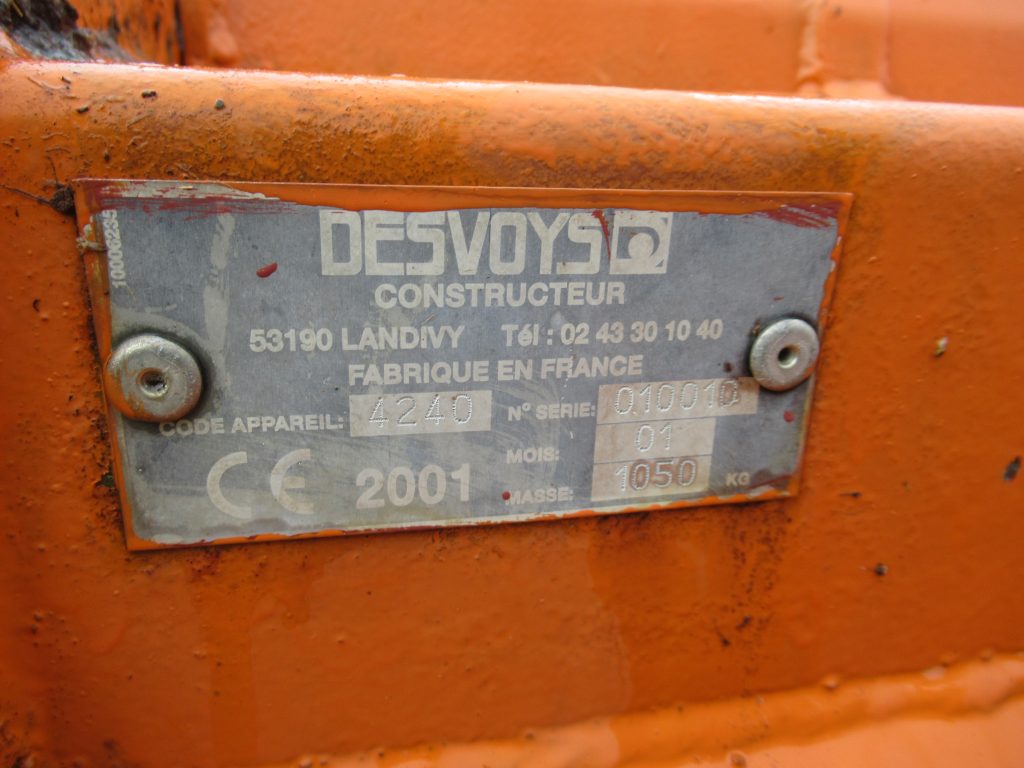 DESVOYS
CONSTRUCTEUR
53190 LANDIVY Tél : 02 43 30 10 40
FABRIQUE EN FRANCE
CODE APPAREIL: 4240 N° SERIE: 010010
MOIS: 01
CE 2001 MASSE: 1050 KG